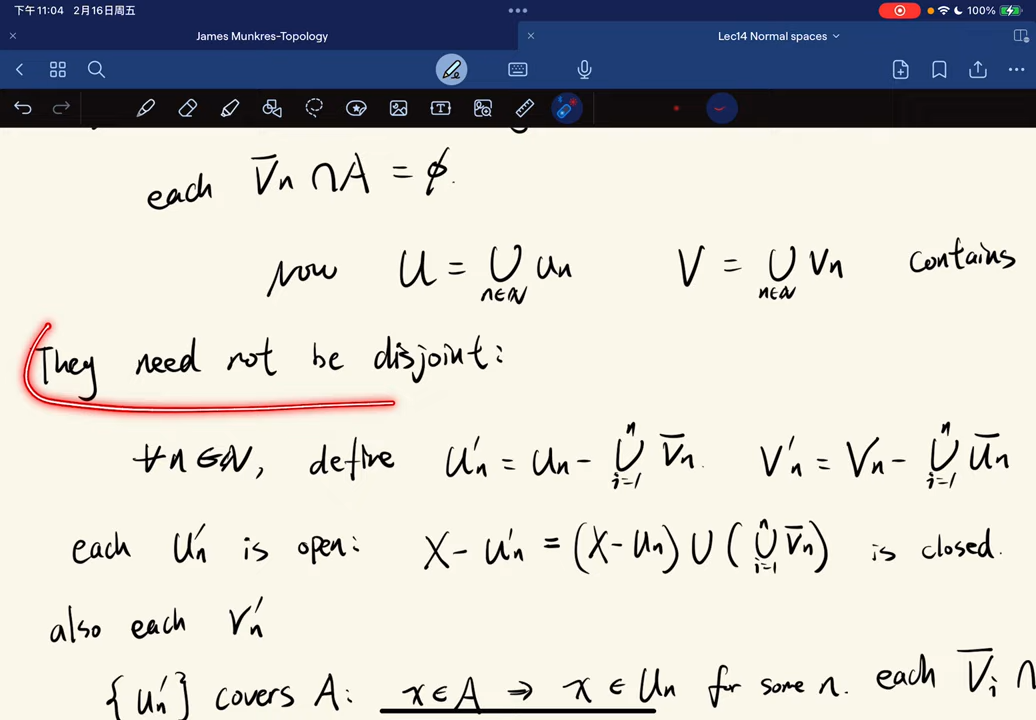 下午11:04 2月16日周五
100%
James Munkres-Topology
Lec14 Normal spaces
each V̅n ∩ A = ϕ.
Now U = ⋃_{n∈N} Un V = ⋃_{n∈N} Vn contains
They need not be disjoint:
∀n∈N, define U'n = Un − ⋃_{i=1}^{n} V̅n. V'n = Vn − ⋃_{i=1}^{n} U̅n
each U'n is open: X − U'n = (X − Un) ∪ (⋃_{i=1}^{n} V̅n) is closed.
also each V'n
{U'n} covers A: x∈A ⇒ x∈Un for some n. each V̅i ∩